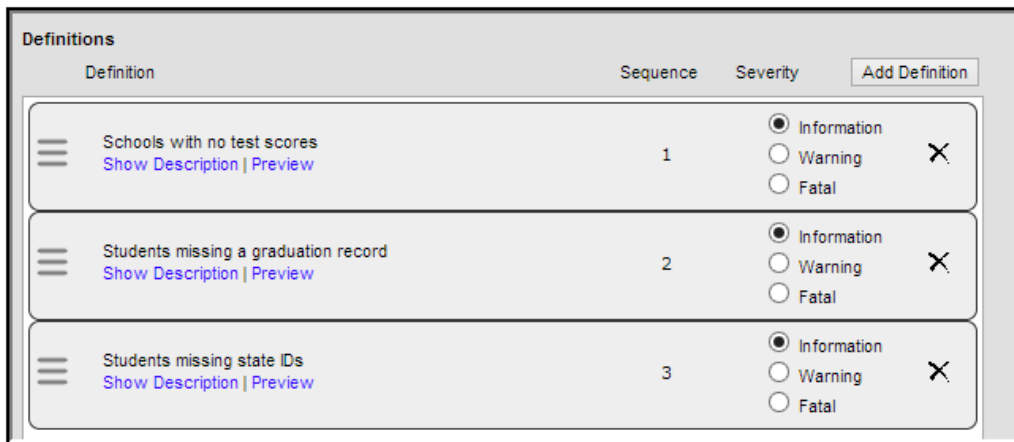 Definitions
Definition Sequence Severity Add Definition
Schools with no test scores
Show Description | Preview
1
Information
Warning
Fatal
Students missing a graduation record
Show Description | Preview
2
Information
Warning
Fatal
Students missing state IDs
Show Description | Preview
3
Information
Warning
Fatal